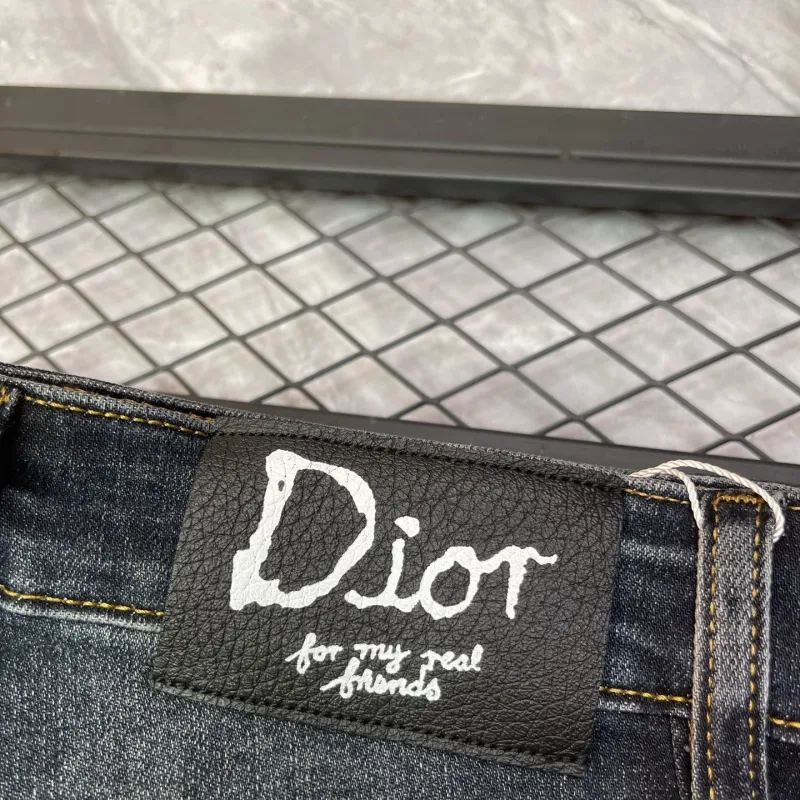 Dior
for my real
friends